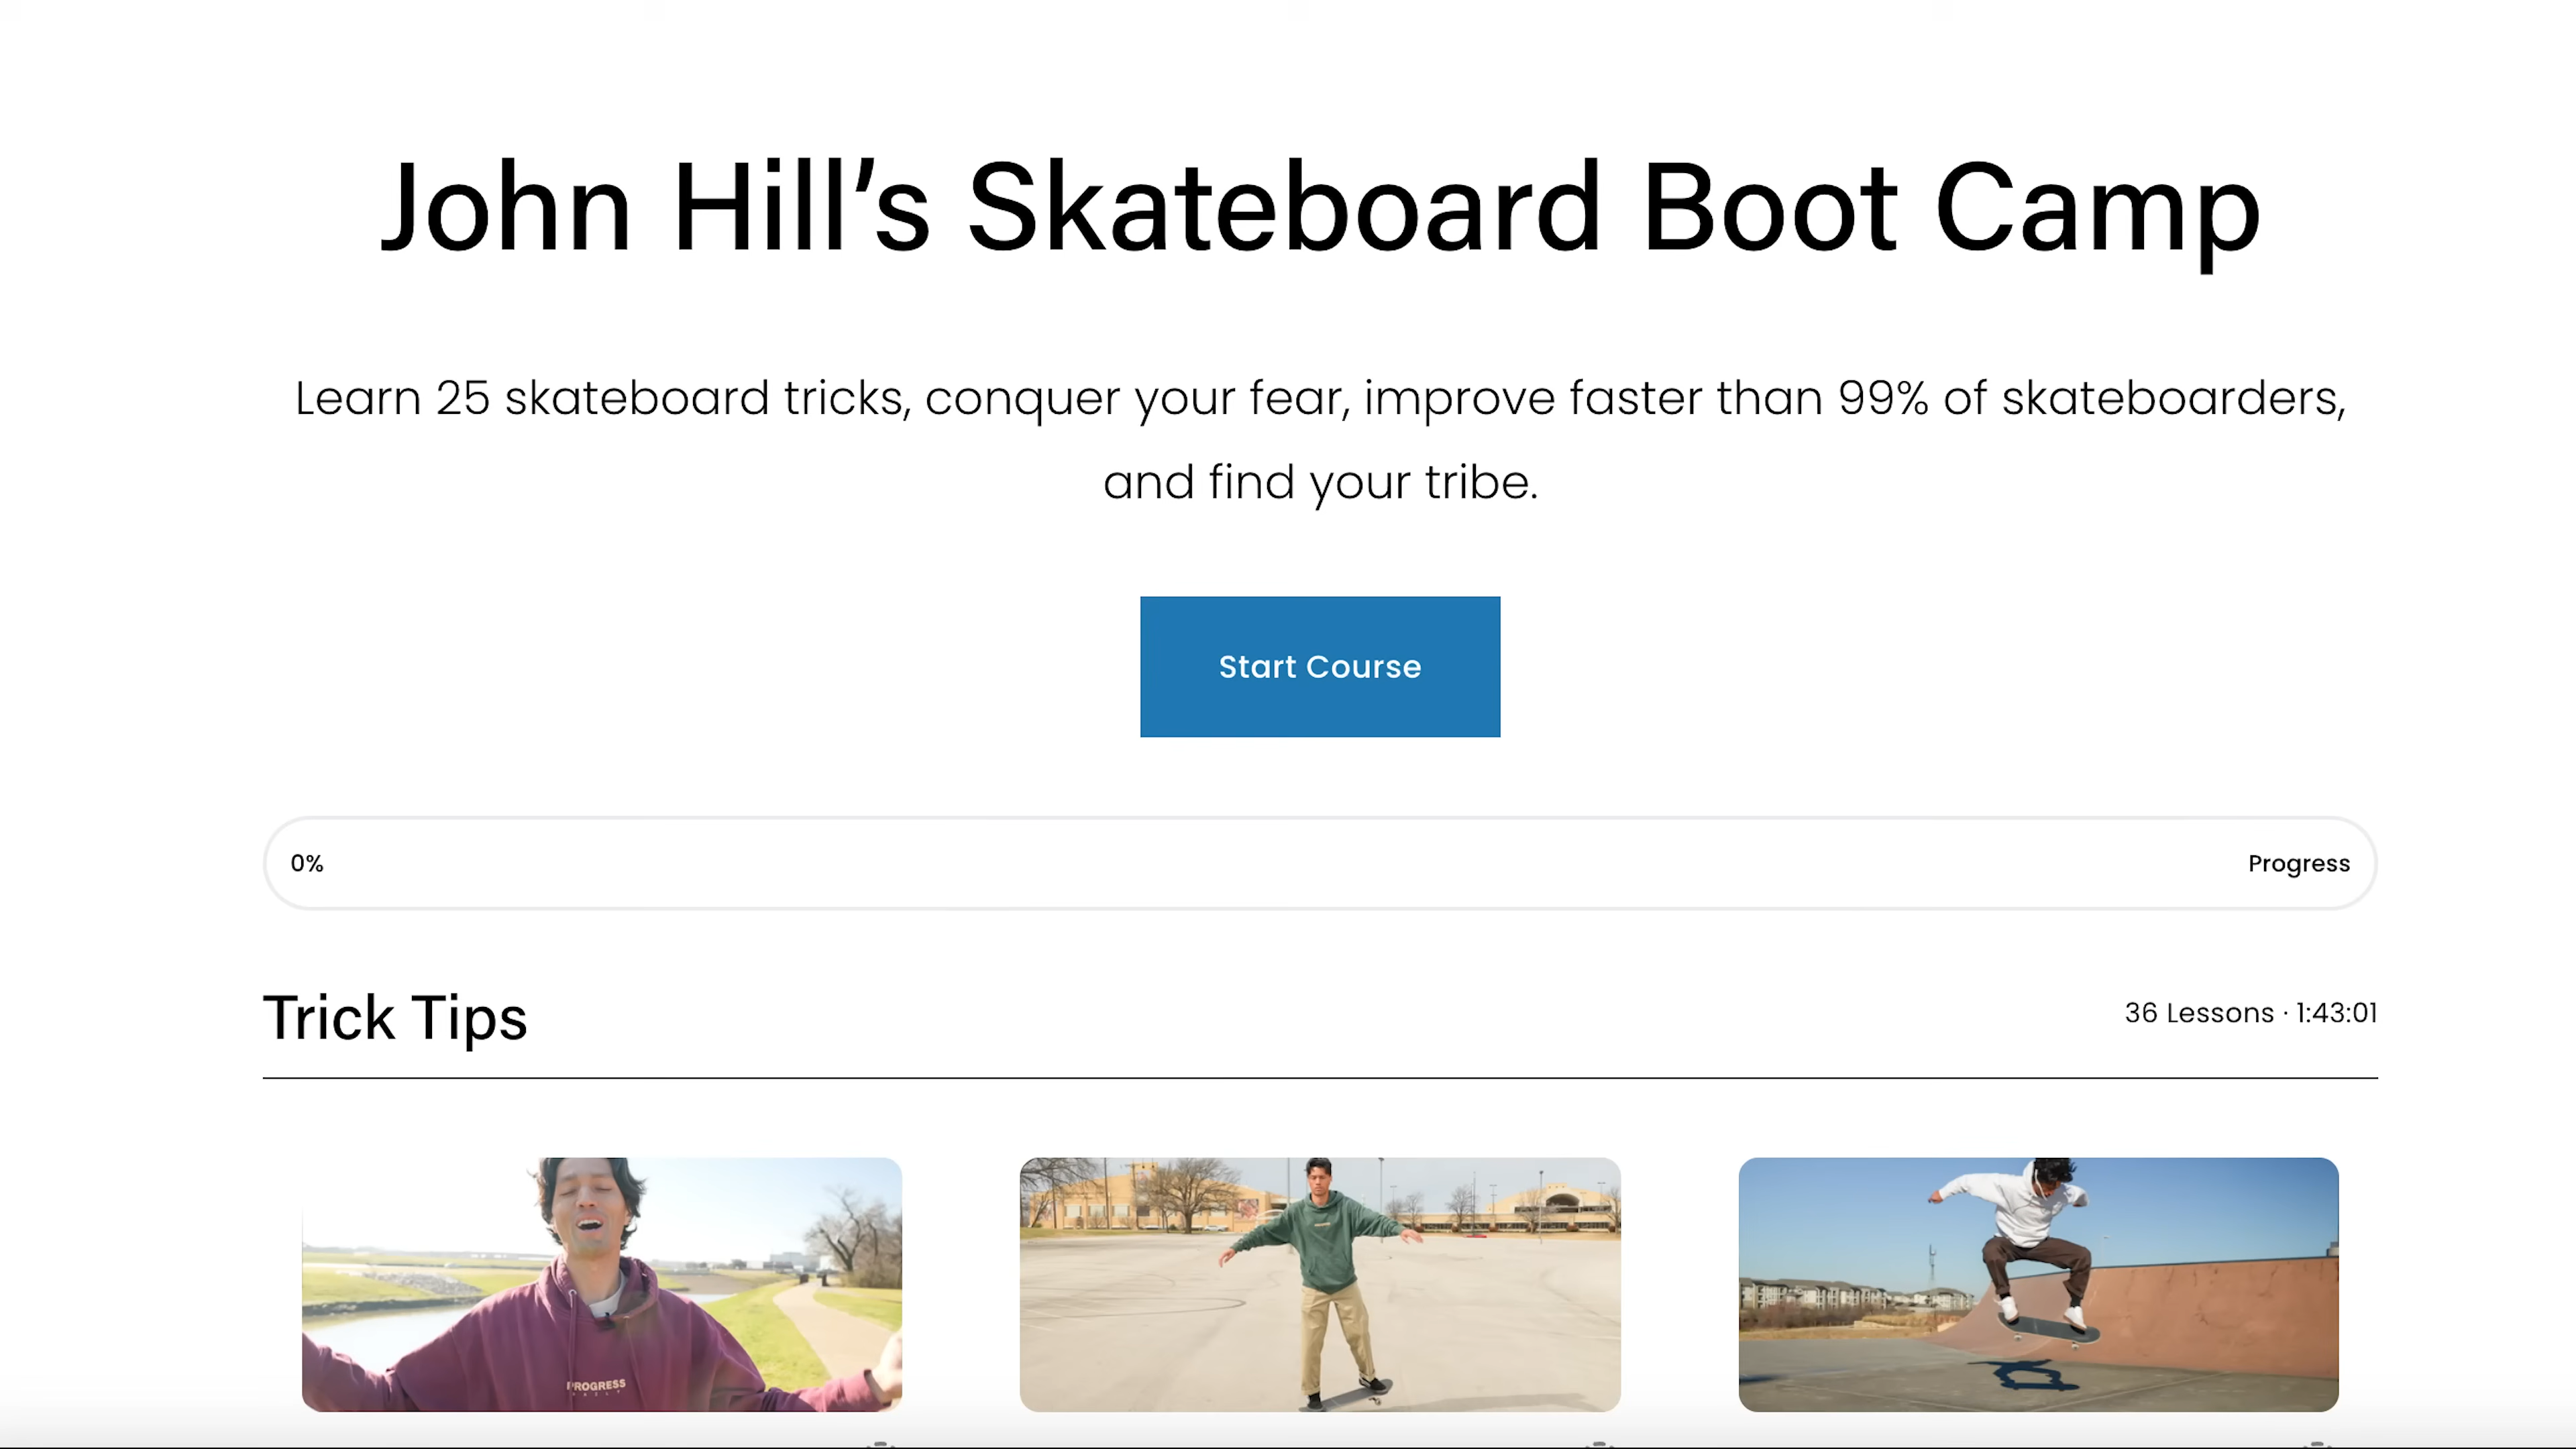 John Hill’s Skateboard Boot Camp
Learn 25 skateboard tricks, conquer your fear, improve faster than 99% of skateboarders,
and find your tribe.
Start Course
0%
Progress
Trick Tips
36 Lessons · 1:43:01
PROGRESS